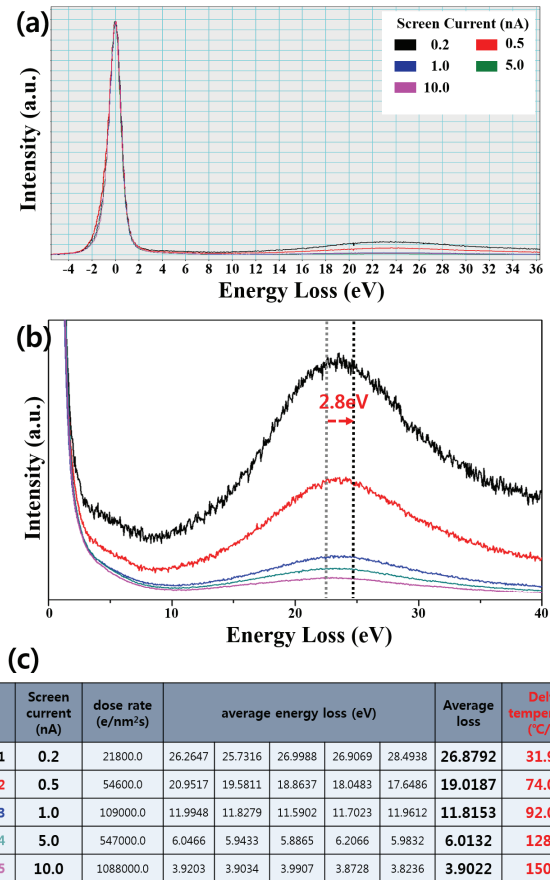 (a)
Screen Current (nA)
0.2 0.5
1.0 5.0
10.0
Intensity (a.u.)
-4 -2 0 2 4 6 8 10 12 14 16 18 20 22 24 26 28 30 32 34 36
Energy Loss (eV)
(b)
2.8eV
Intensity (a.u.)
0 10 20 30 40
Energy Loss (eV)
(c)
Screen current (nA) dose rate (e/nm²s) average energy loss (eV) Average loss
1 0.2 21800.0 26.2647 25.7316 26.9988 26.9069 28.4938 26.8792 31.9
2 0.5 54600.0 20.9517 19.5811 18.8637 18.0483 17.6486 19.0187 74.0
3 1.0 109000.0 11.9948 11.8279 11.5902 11.7023 11.9612 11.8153 92.0
4 5.0 547000.0 6.0466 5.9433 5.8865 6.2066 5.9832 6.0132 128
5 10.0 1088000.0 3.9203 3.9034 3.9907 3.8728 3.8236 3.9022 150